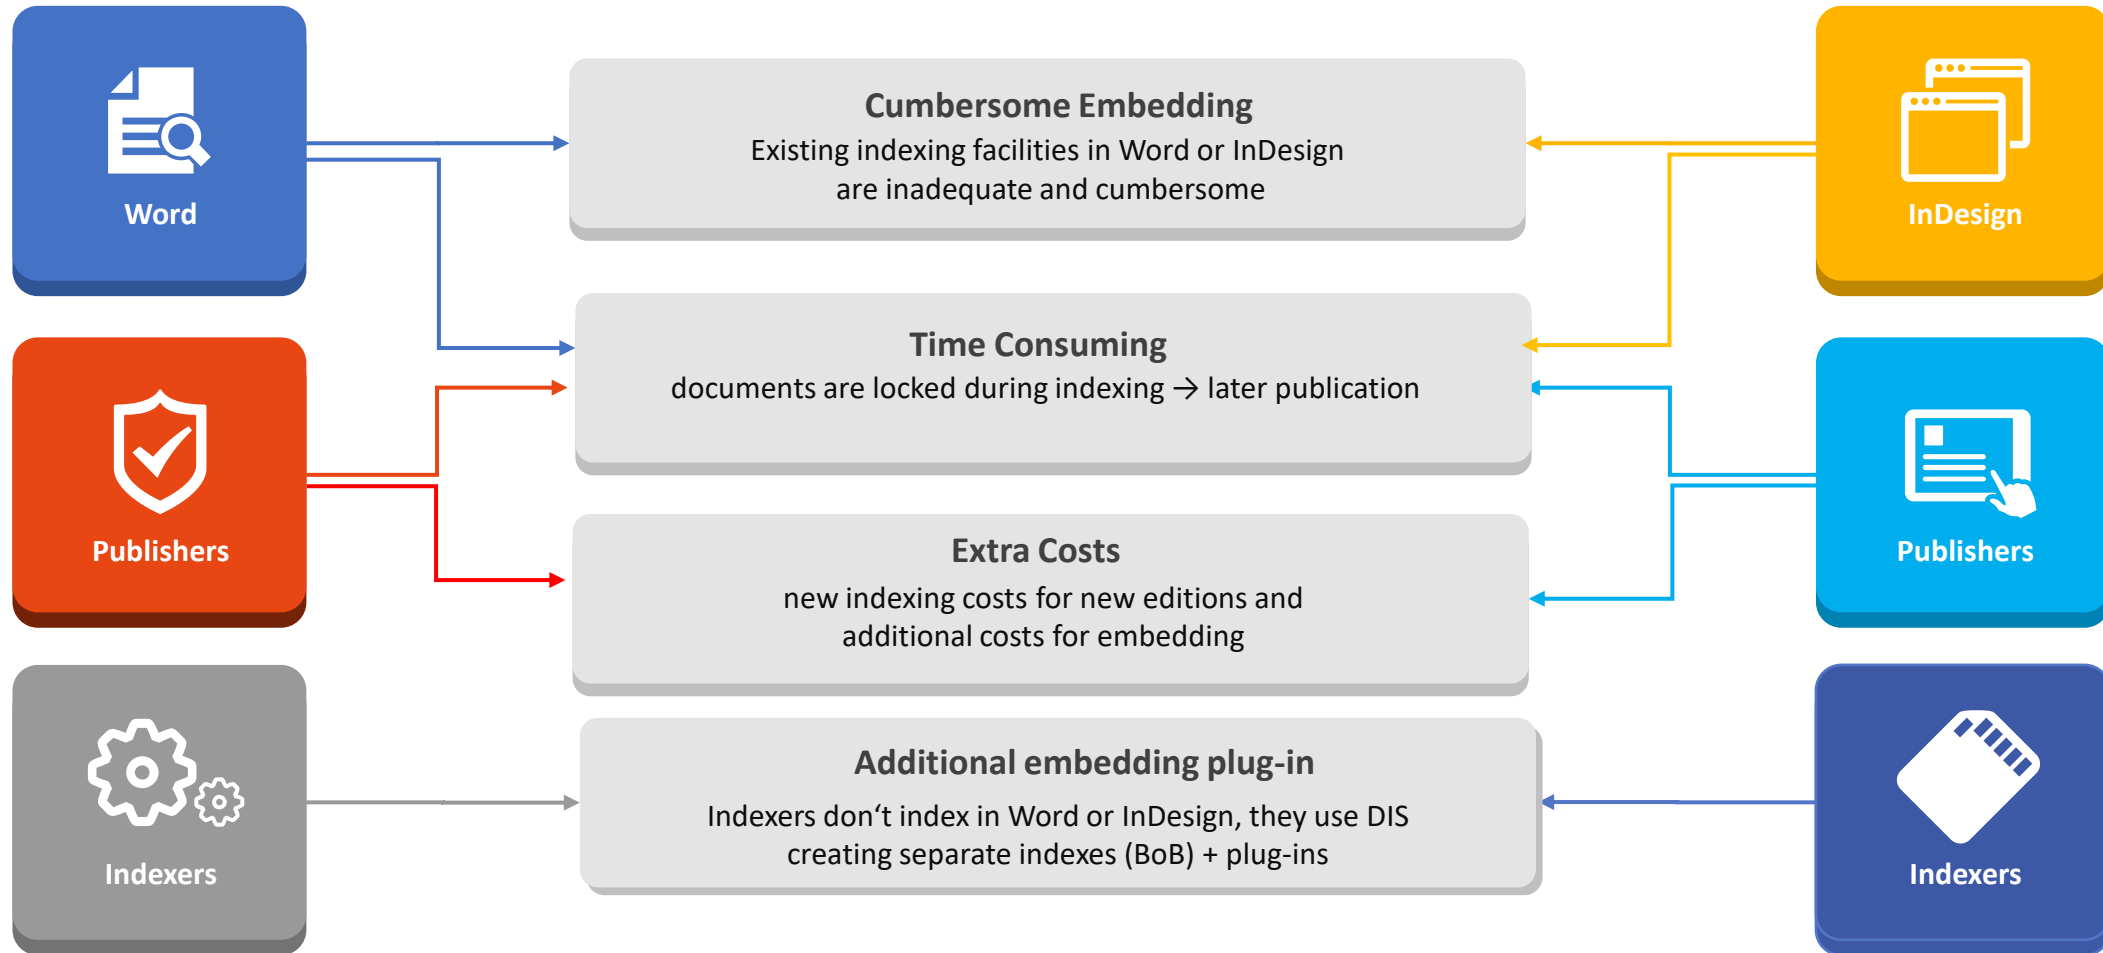 Word
Cumbersome Embedding
Existing indexing facilities in Word or InDesign
are inadequate and cumbersome
InDesign
Time Consuming
documents are locked during indexing → later publication
Publishers
Extra Costs
new indexing costs for new editions and
additional costs for embedding
Publishers
Indexers
Additional embedding plug-in
Indexers don‘t index in Word or InDesign, they use DIS
creating separate indexes (BoB) + plug-ins
Indexers